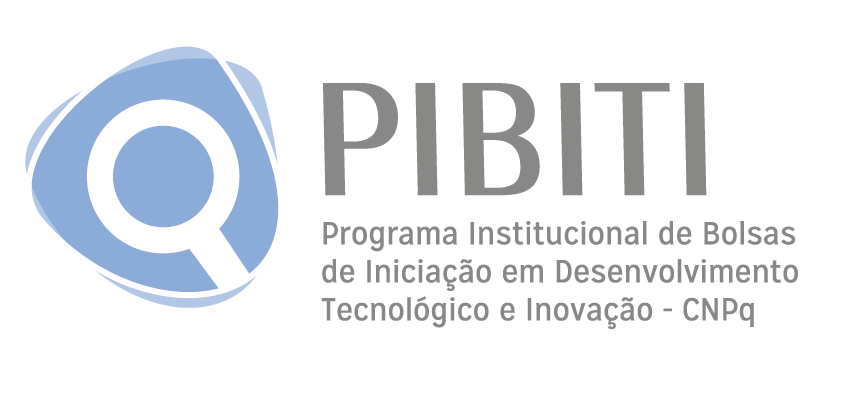 PIBITI
Programa Institucional de Bolsas
de Iniciação em Desenvolvimento
Tecnológico e Inovação - CNPq